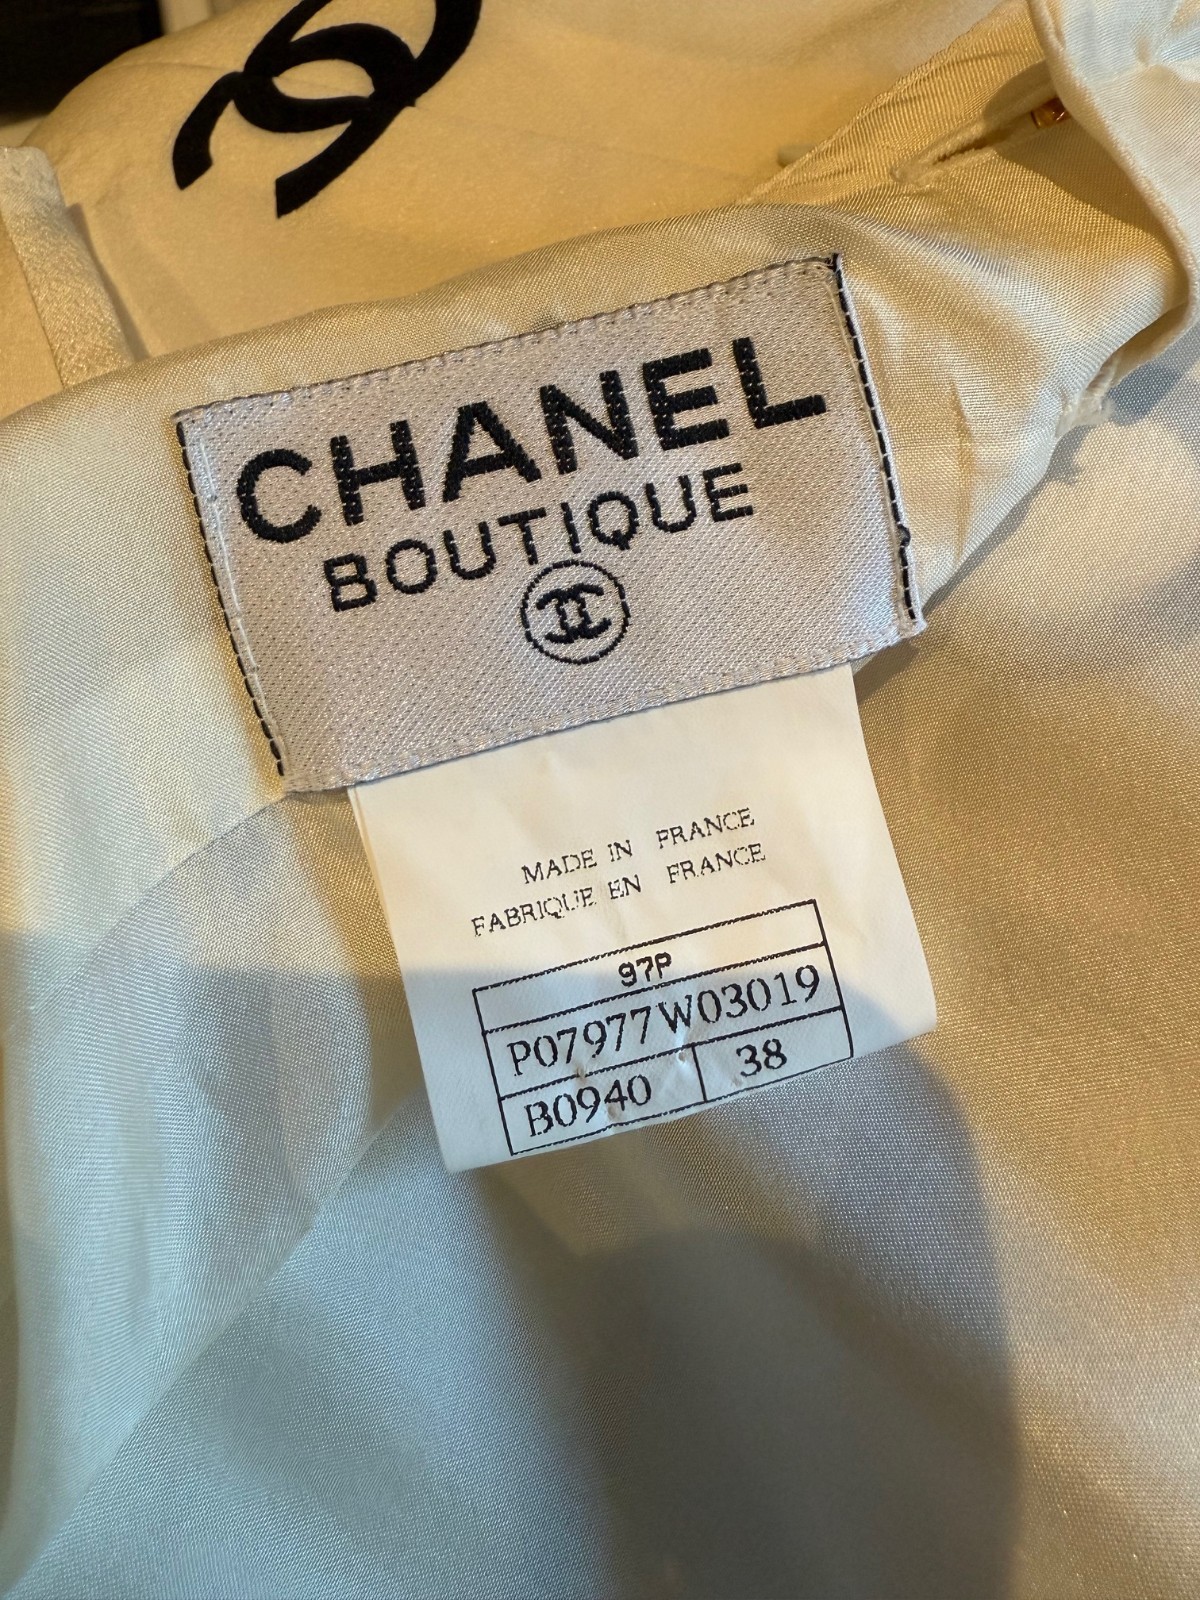 CHANEL
BOUTIQUE
MADE IN FRANCE
FABRIQUE EN FRANCE
97P
P07977W03019
B0940 38